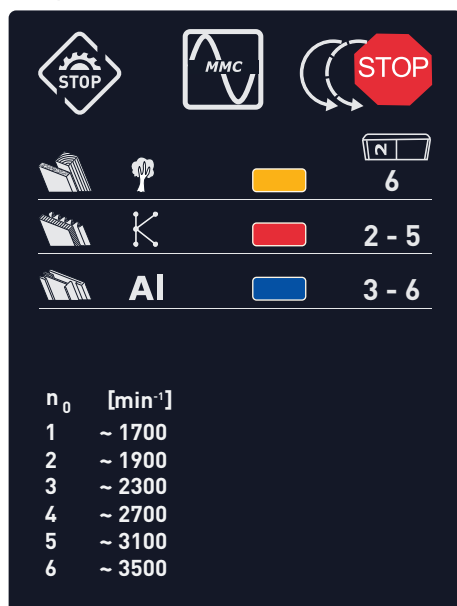 STOP
MMC
STOP
2
6
2 - 5
Al 3 - 6
n0 [min-1]
1 ~ 1700
2 ~ 1900
3 ~ 2300
4 ~ 2700
5 ~ 3100
6 ~ 3500